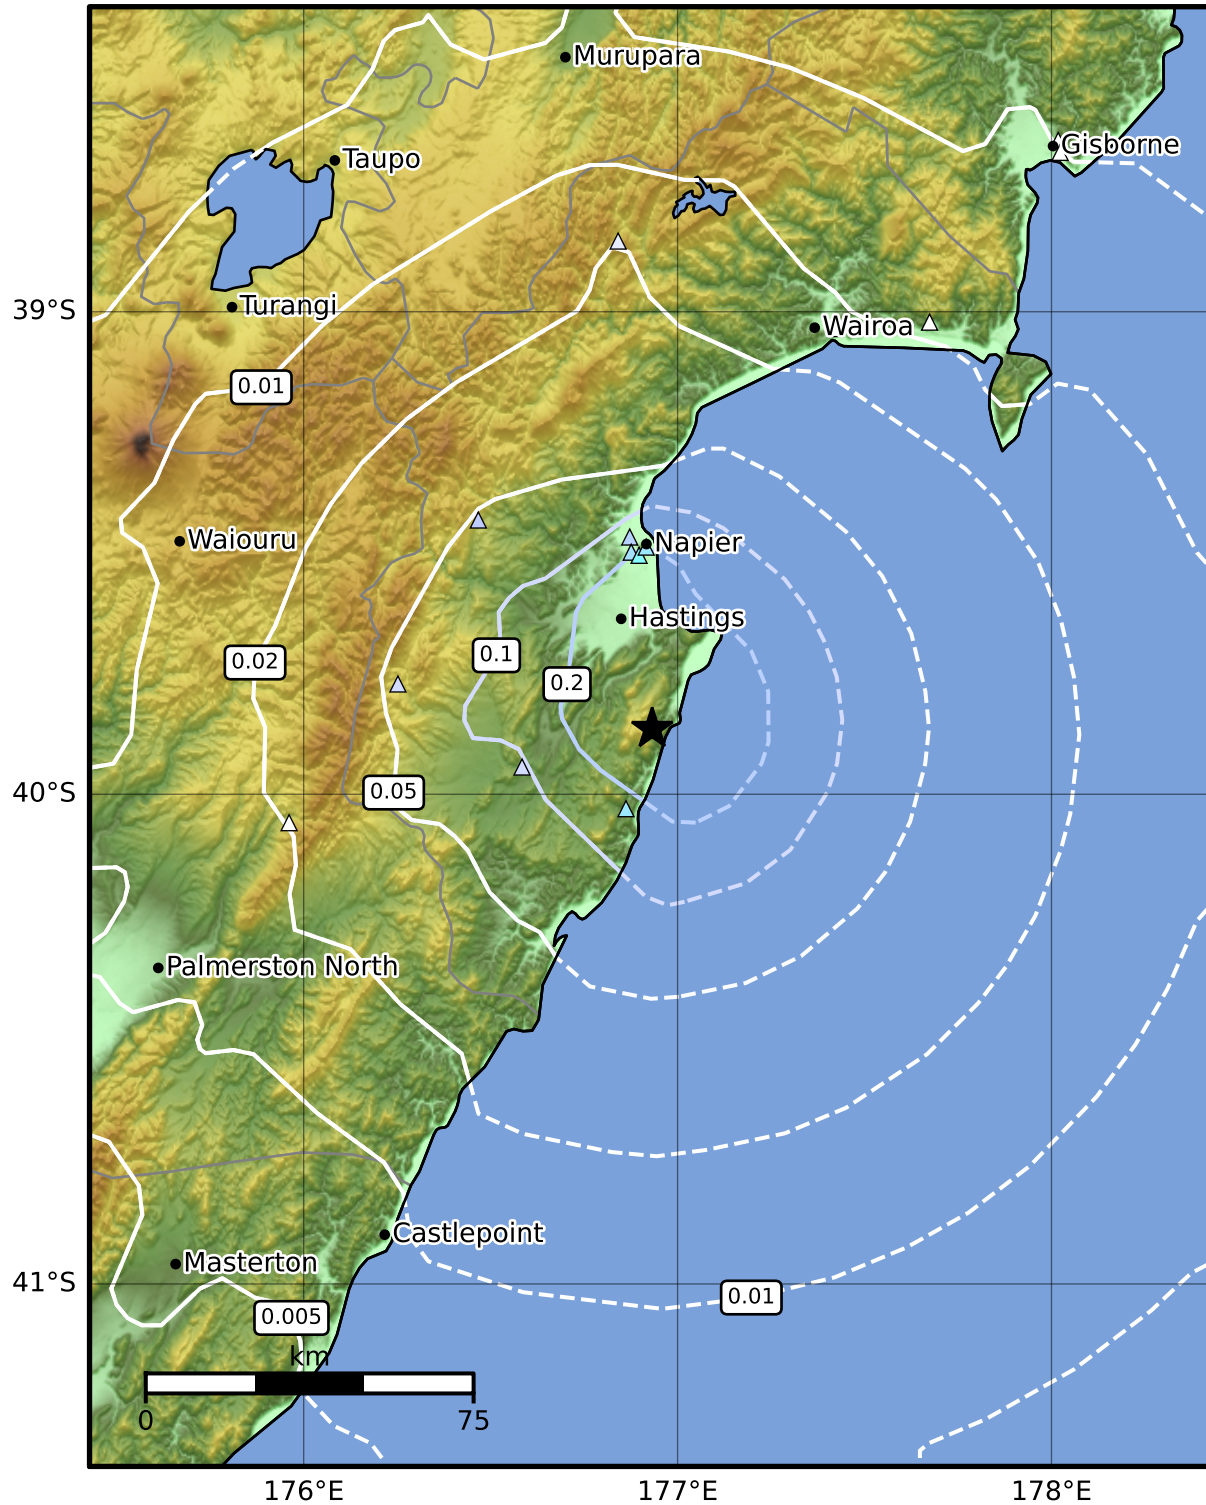 Murupara
Gisborne
Taupo
Turangi
39°S
Wairoa
0.01
Waiouru
Napier
Hastings
0.1
0.02
0.2
40°S
0.05
Palmerston North
Castlepoint
Masterton
41°S
0.01
0.005
km
0
75
176°E
177°E
178°E